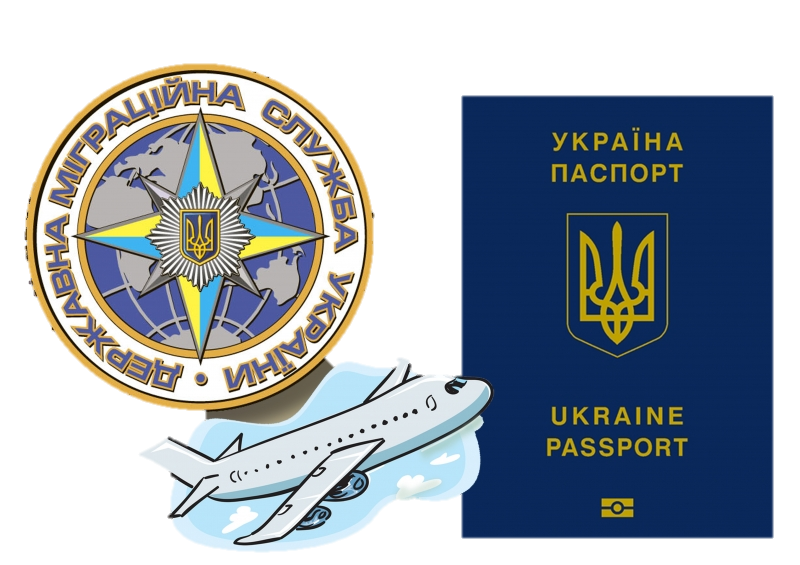 ДЕРЖАВНА МІГРАЦІЙНА СЛУЖБА УКРАЇНИ •
УКРАЇНА
ПАСПОРТ
UKRAINE
PASSPORT